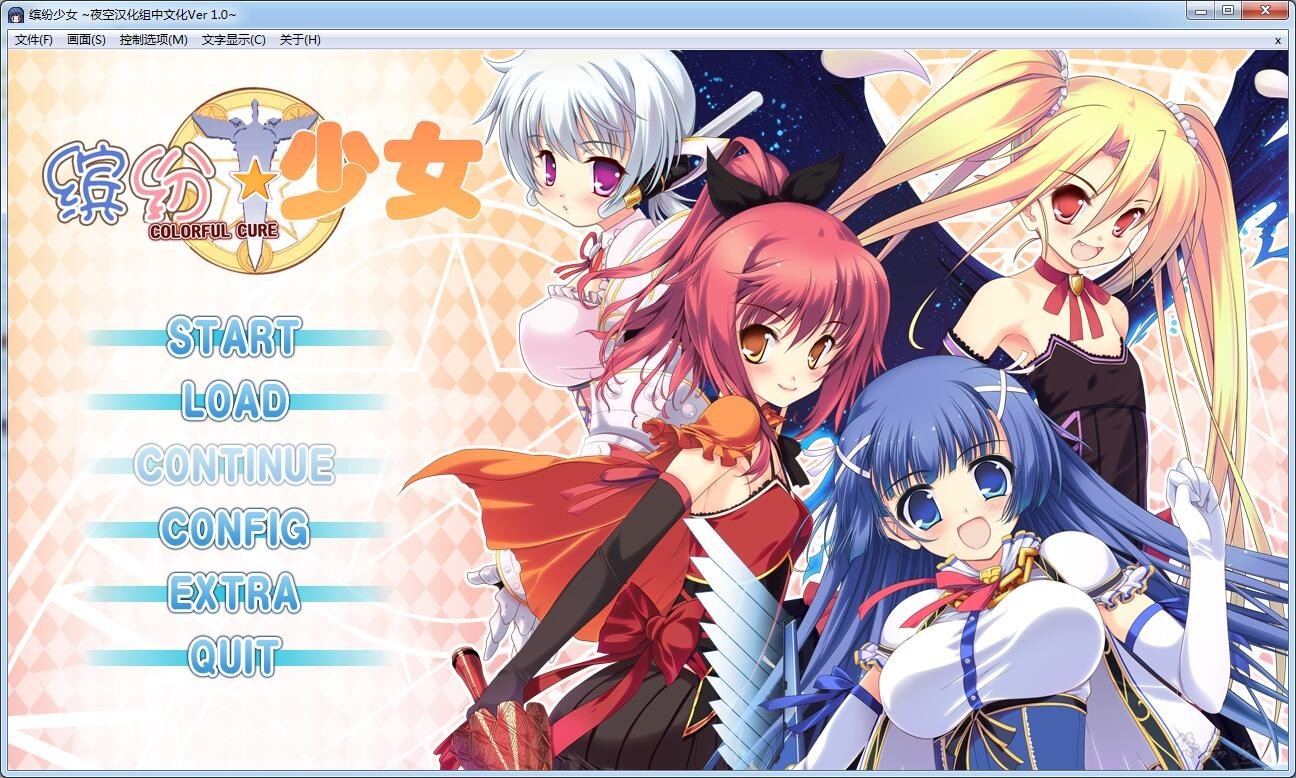 缤纷少女 ~夜空汉化组中文化Ver 1.0~
文件(F) 画面(S) 控制选项(M) 文字显示(C) 关于(H) x
缤纷★少女
COLORFUL CURE
START
LOAD
CONTINUE
CONFIG
EXTRA
QUIT